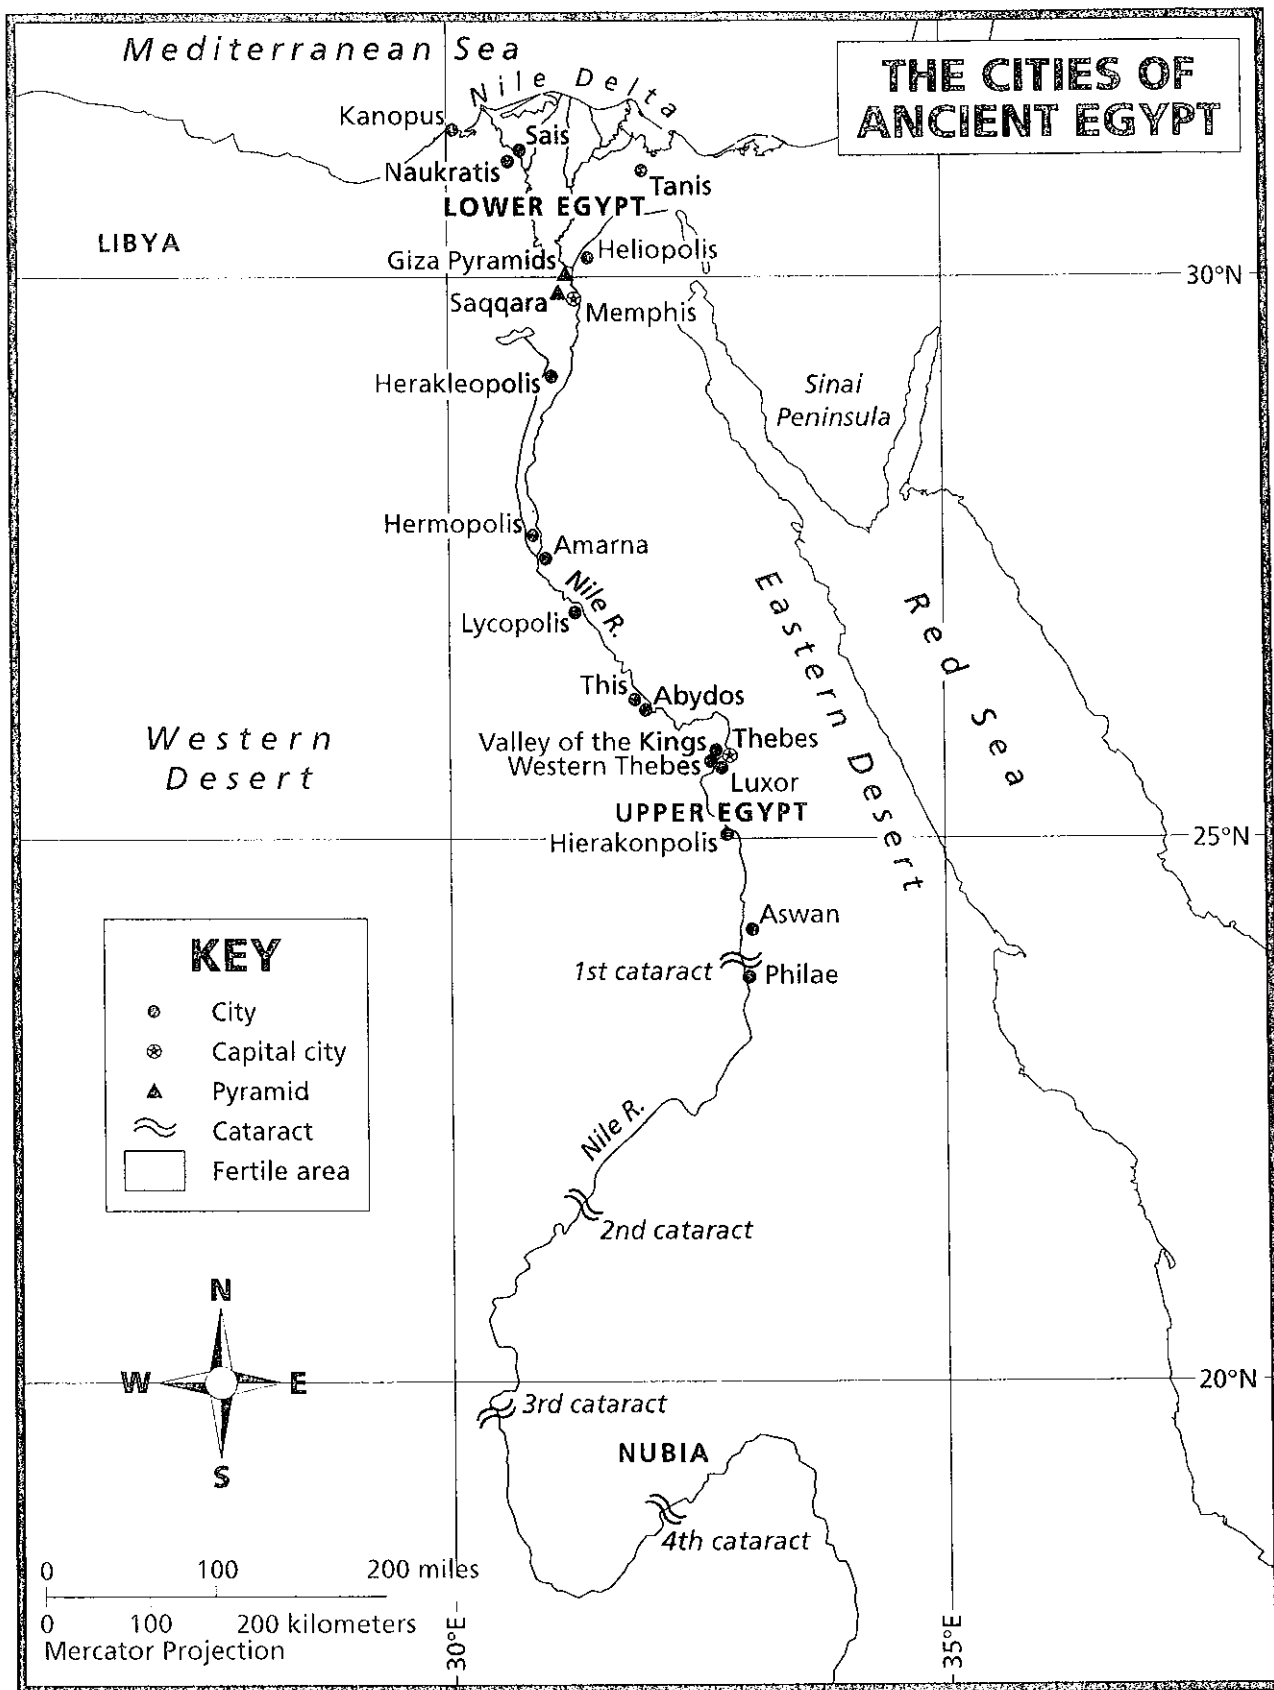 Mediterranean Sea
THE CITIES OF
ANCIENT EGYPT
Nile Delta
Kanopus
Sais
Naukratis
Tanis
LOWER EGYPT
LIBYA
Heliopolis
Giza Pyramids
30°N
Saqqara
Memphis
Herakleopolis
Sinai
Peninsula
Hermopolis
Amarna
Nile R.
Lycopolis
Eastern Desert
Red Sea
This
Abydos
Western
Desert
Valley of the Kings
Thebes
Western Thebes
Luxor
UPPER EGYPT
25°N
Hierakonpolis
Aswan
1st cataract
Philae
KEY
City
Capital city
Pyramid
Cataract
Fertile area
Nile R.
2nd cataract
N
W
E
S
20°N
3rd cataract
NUBIA
4th cataract
0 100 200 miles
0 100 200 kilometers
Mercator Projection
30°E
35°E